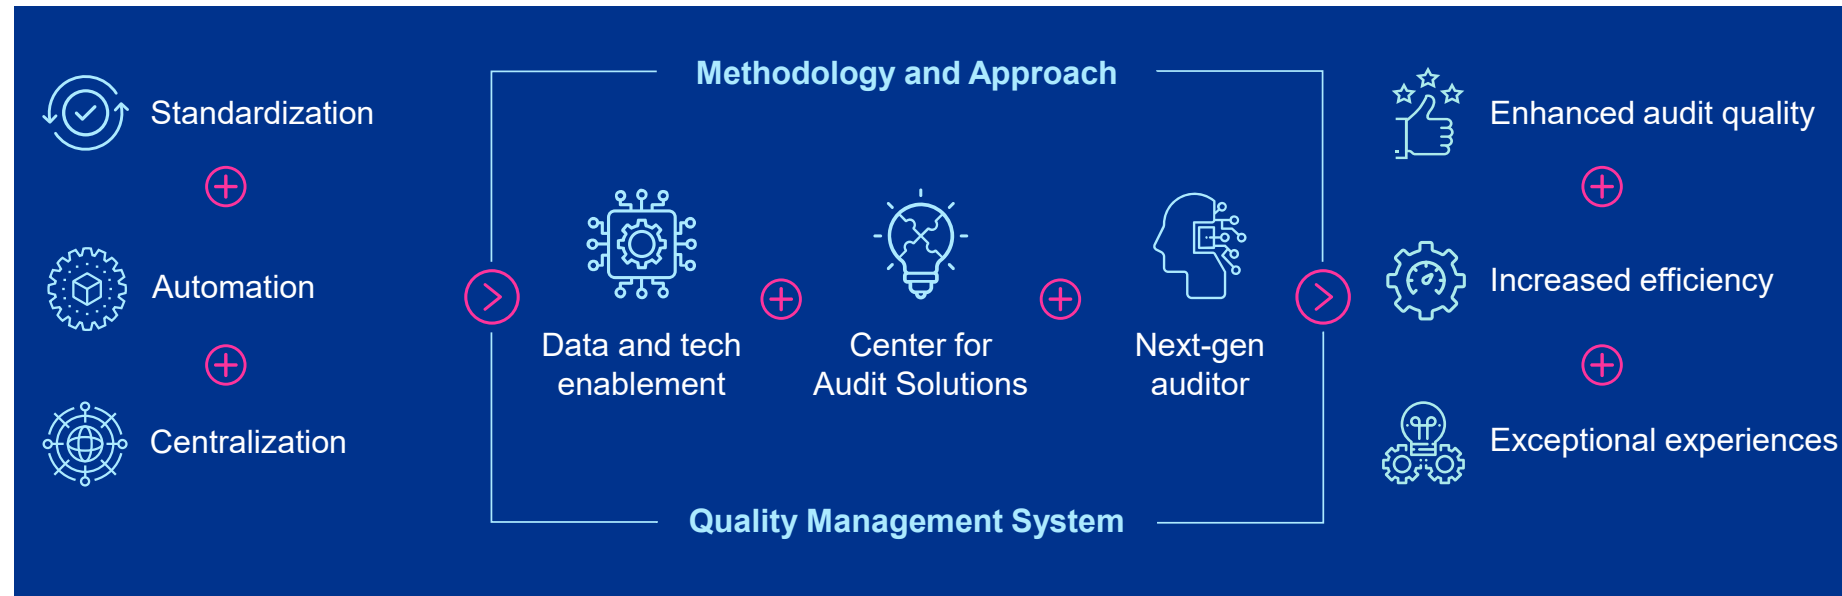 Standardization
Automation
Centralization
Methodology and Approach
Data and tech
enablement
Center for
Audit Solutions
Next-gen
auditor
Quality Management System
Enhanced audit quality
Increased efficiency
Exceptional experiences